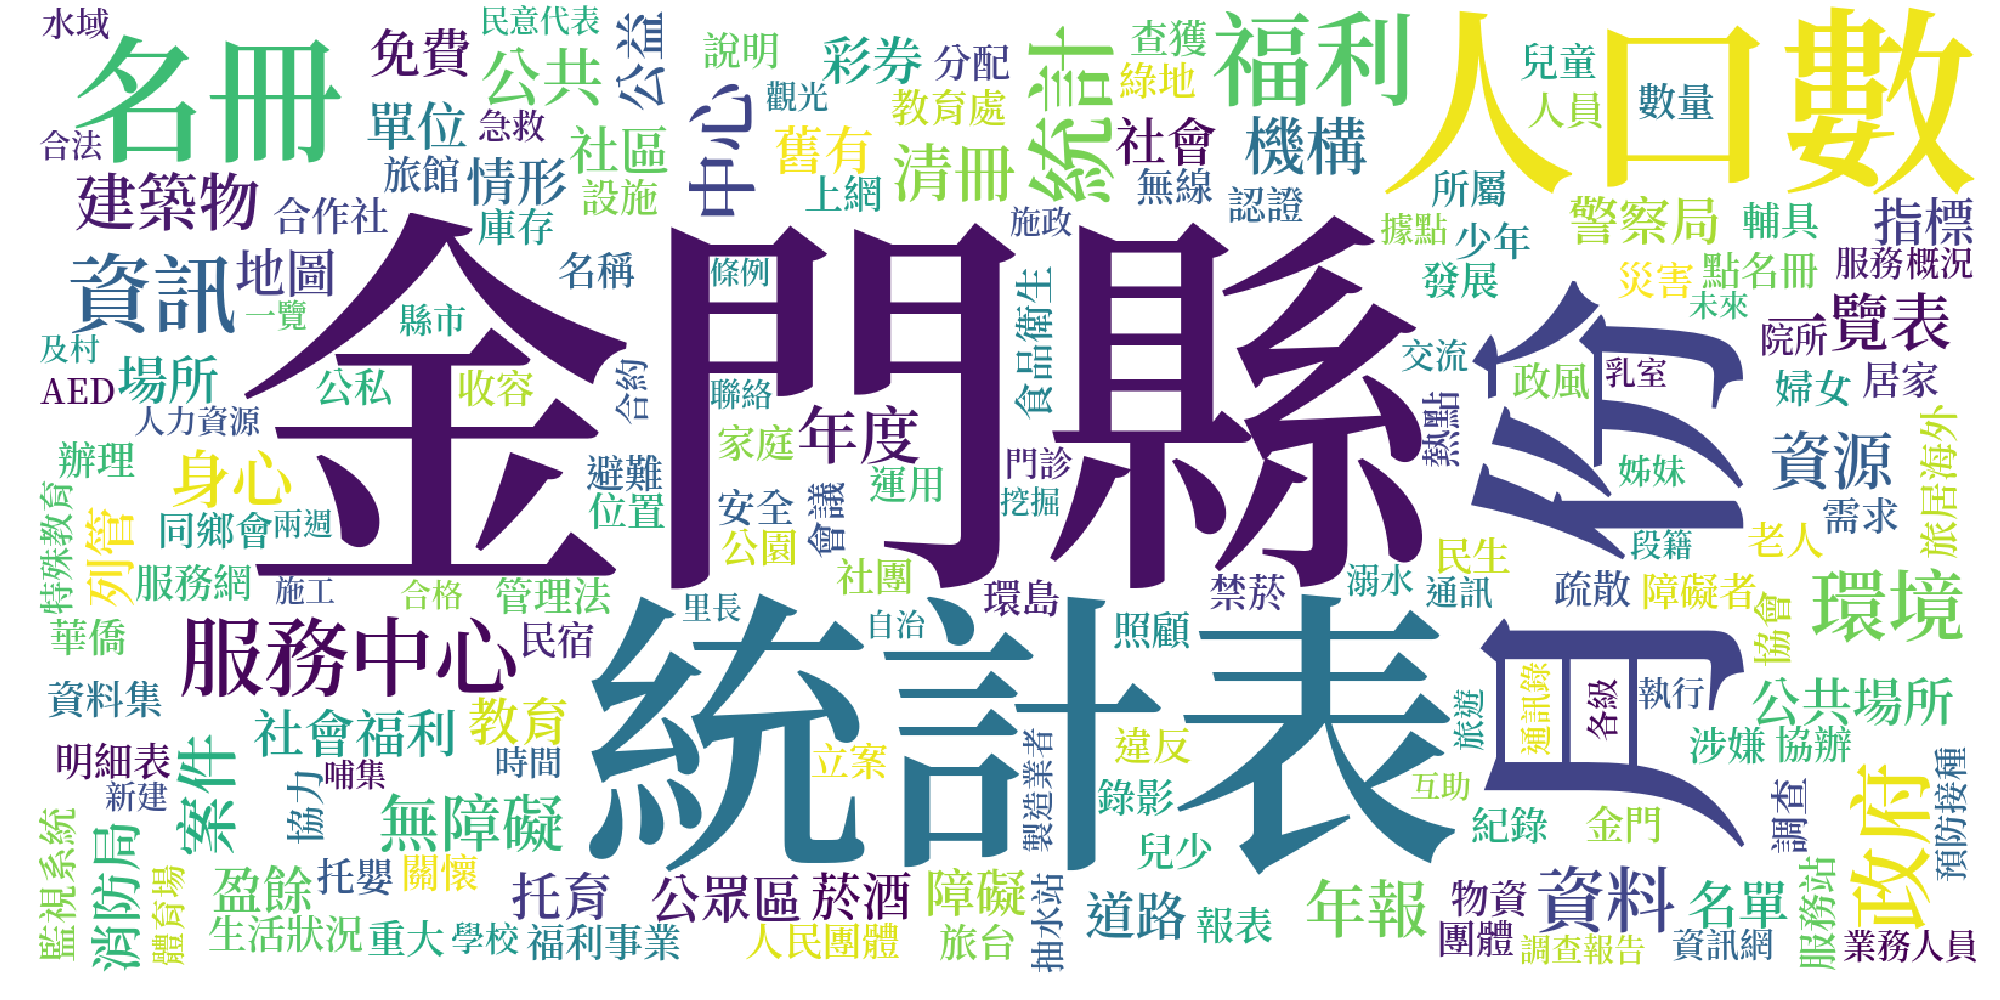 水域
民意代表
名冊
免費
公共
公益
說明
彩券
分配
統計
查獲
福利
人口數
兒童
數量
人員
綠地
觀光
教育處
合法
單位
急救
社區
中心
舊有
清冊
社會
機構
旅館
情形
設施
上網
無線
認證
所屬
建築物
合作社
庫存
施政
據點
少年
警察局
輔具
指標
資訊
地圖
名稱
條例
食品衛生
發展
災害
點名冊
服務概況
一覽
縣市
金門縣
月份
未來
一覽表
及村
AED
場所
公私
收容
合約
聯絡
交流
政風
乳室
院所
婦女
居家
人力資源
年度
熱點
辦理
身心
家庭
避難
運用
門診
姊妹
資源
旅居海外
特殊教育
列管
同鄉會
兩週
位置
安全
會議
挖掘
需求
公園
民生
段籍
老人
服務網
施工
合格
管理法
社團
環島
禁菸
溺水
通訊
疏散
障礙者
環境
華僑
里長
自治
照顧
協會
服務中心
民宿
統計表
資料集
社會福利
教育
旅遊
通訊錄
各級
執行
公共場所
明細表
案件
時間
立案
製造業者
違反
涉嫌
協辦
新建
哺集
協力
無障礙
錄影
互助
紀錄
金門
調查
政府
預防接種
監視系統
消防局
體育場
盈餘
托嬰
關懷
托育
公眾區
菸酒
障礙
抽水站
兒少
道路
年報
物資
資料
名單
服務站
生活狀況
重大
學校
福利事業
人民團體
旅台
報表
團體
調查報告
資訊網
業務人員